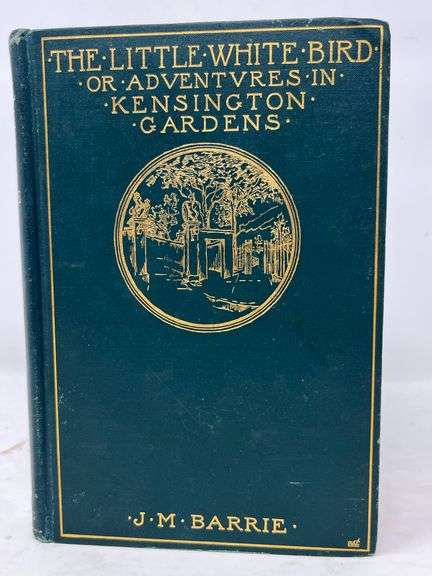 ·THE·LITTLE·WHITE·BIRD·
OR·ADVENTVRES·IN·
·KENSINGTON·
GARDENS·
·J·M·BARRIE·